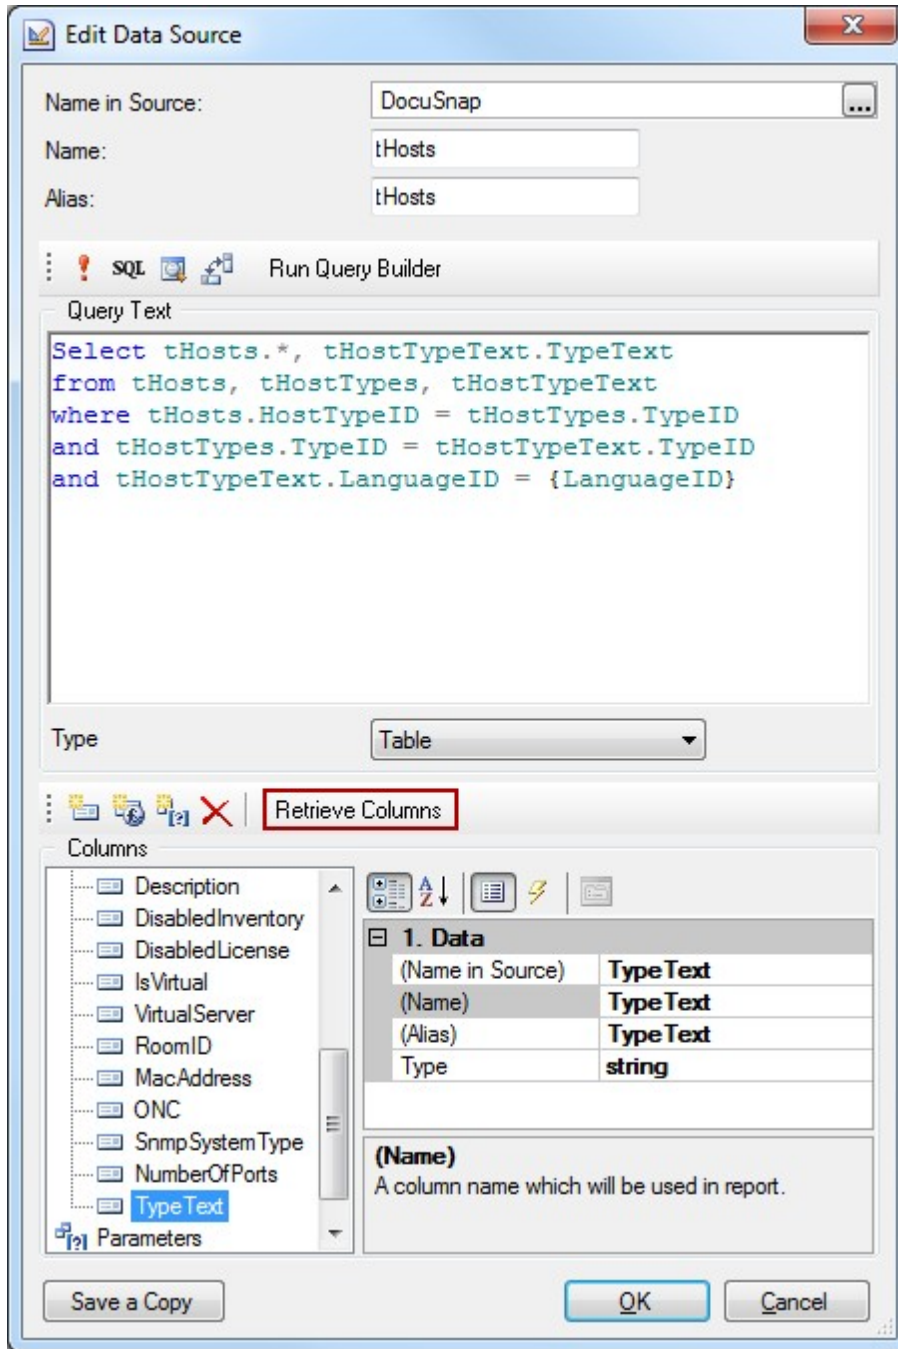 Edit Data Source
Name in Source: DocuSnap ...
Name: tHosts
Alias: tHosts
SQL Run Query Builder
Query Text
Select tHosts.*, tHostTypeText.TypeText
from tHosts, tHostTypes, tHostTypeText
where tHosts.HostTypeID = tHostTypes.TypeID
and tHostTypes.TypeID = tHostTypeText.TypeID
and tHostTypeText.LanguageID = {LanguageID}
Type Table
Retrieve Columns
Columns
Description
DisabledInventory
DisabledLicense
IsVirtual
VirtualServer
RoomID
MacAddress
ONC
SnmpSystemType
NumberOfPorts
TypeText
Parameters
1. Data
(Name in Source) TypeText
(Name) TypeText
(Alias) TypeText
Type string
(Name)
A column name which will be used in report.
Save a Copy OK Cancel